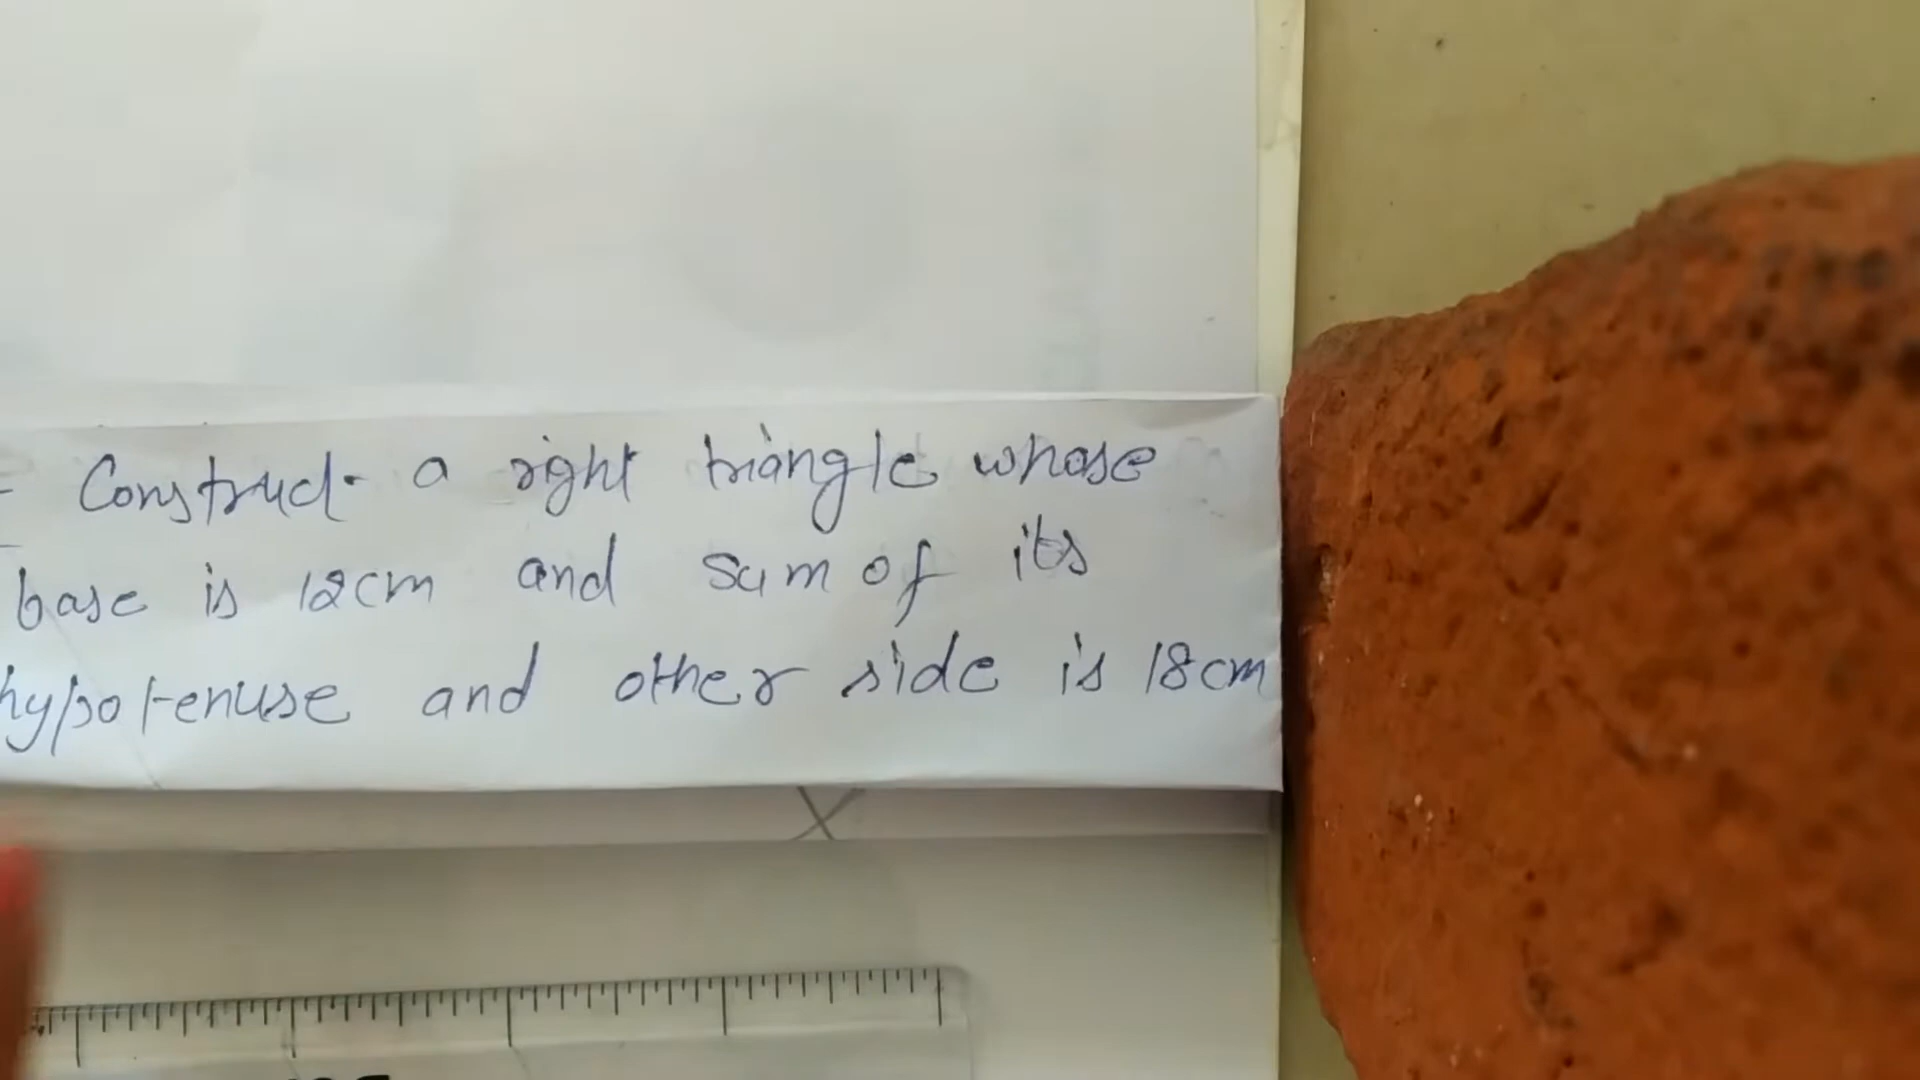 Construct a right triangle whose
base is 12cm and sum of its
hypotenuse and other side is 18cm